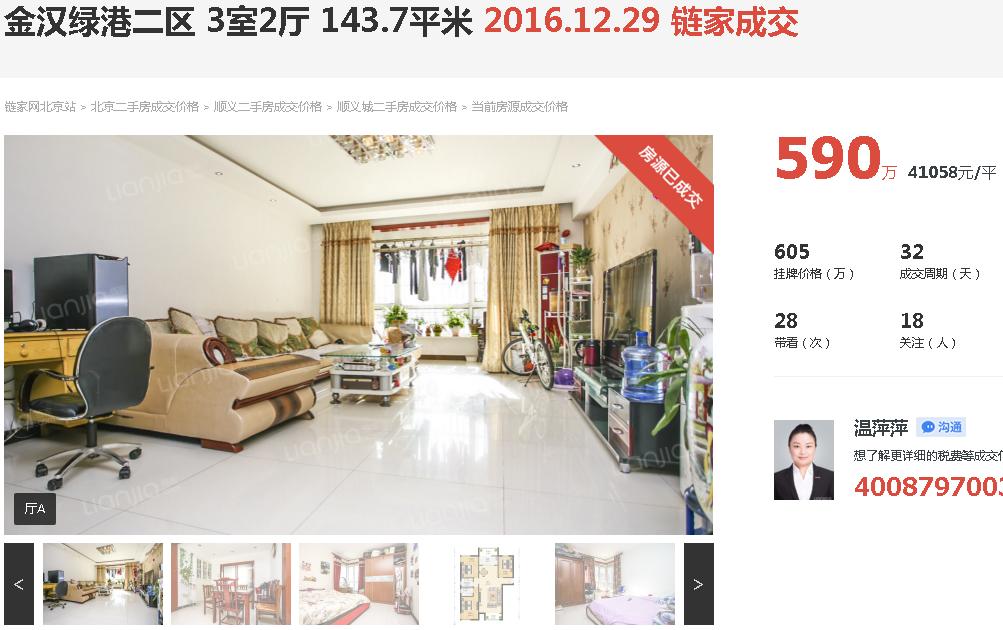 金汉绿港二区 3室2厅 143.7平米 2016.12.29 链家成交
链家网北京站 > 北京二手房成交价格 > 顺义二手房成交价格 > 顺义城二手房成交价格 > 当前房源成交价格
房源已成交
590万 41058元/平
605
挂牌价格（万）
32
成交周期（天）
28
带看（次）
18
关注（人）
温萍萍 沟通
想了解更详细的税费等成交
4008797003
厅A
lianjia
< >